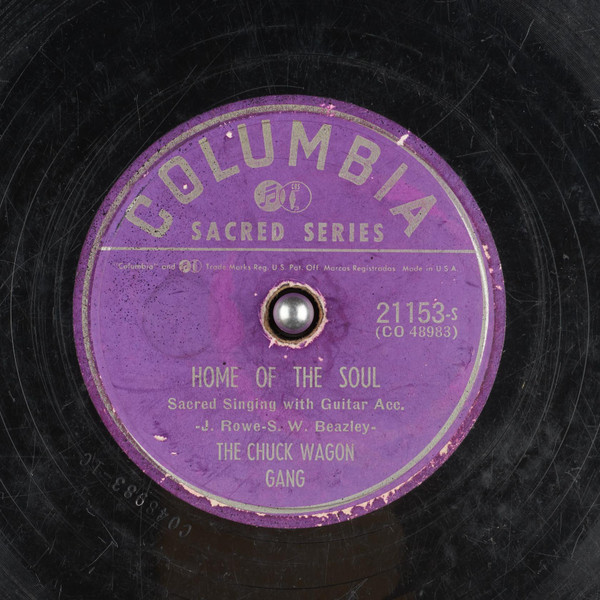 COLUMBIA
SACRED SERIES
"Columbia" and Trade Marks Reg. U.S. Pat. Off. Marcas Registradas Made in U.S.A.
21153-S
(CO 48983)
HOME OF THE SOUL
Sacred Singing with Guitar Acc.
-J. Rowe-S. W. Beazley-
THE CHUCK WAGON
GANG
CO48983